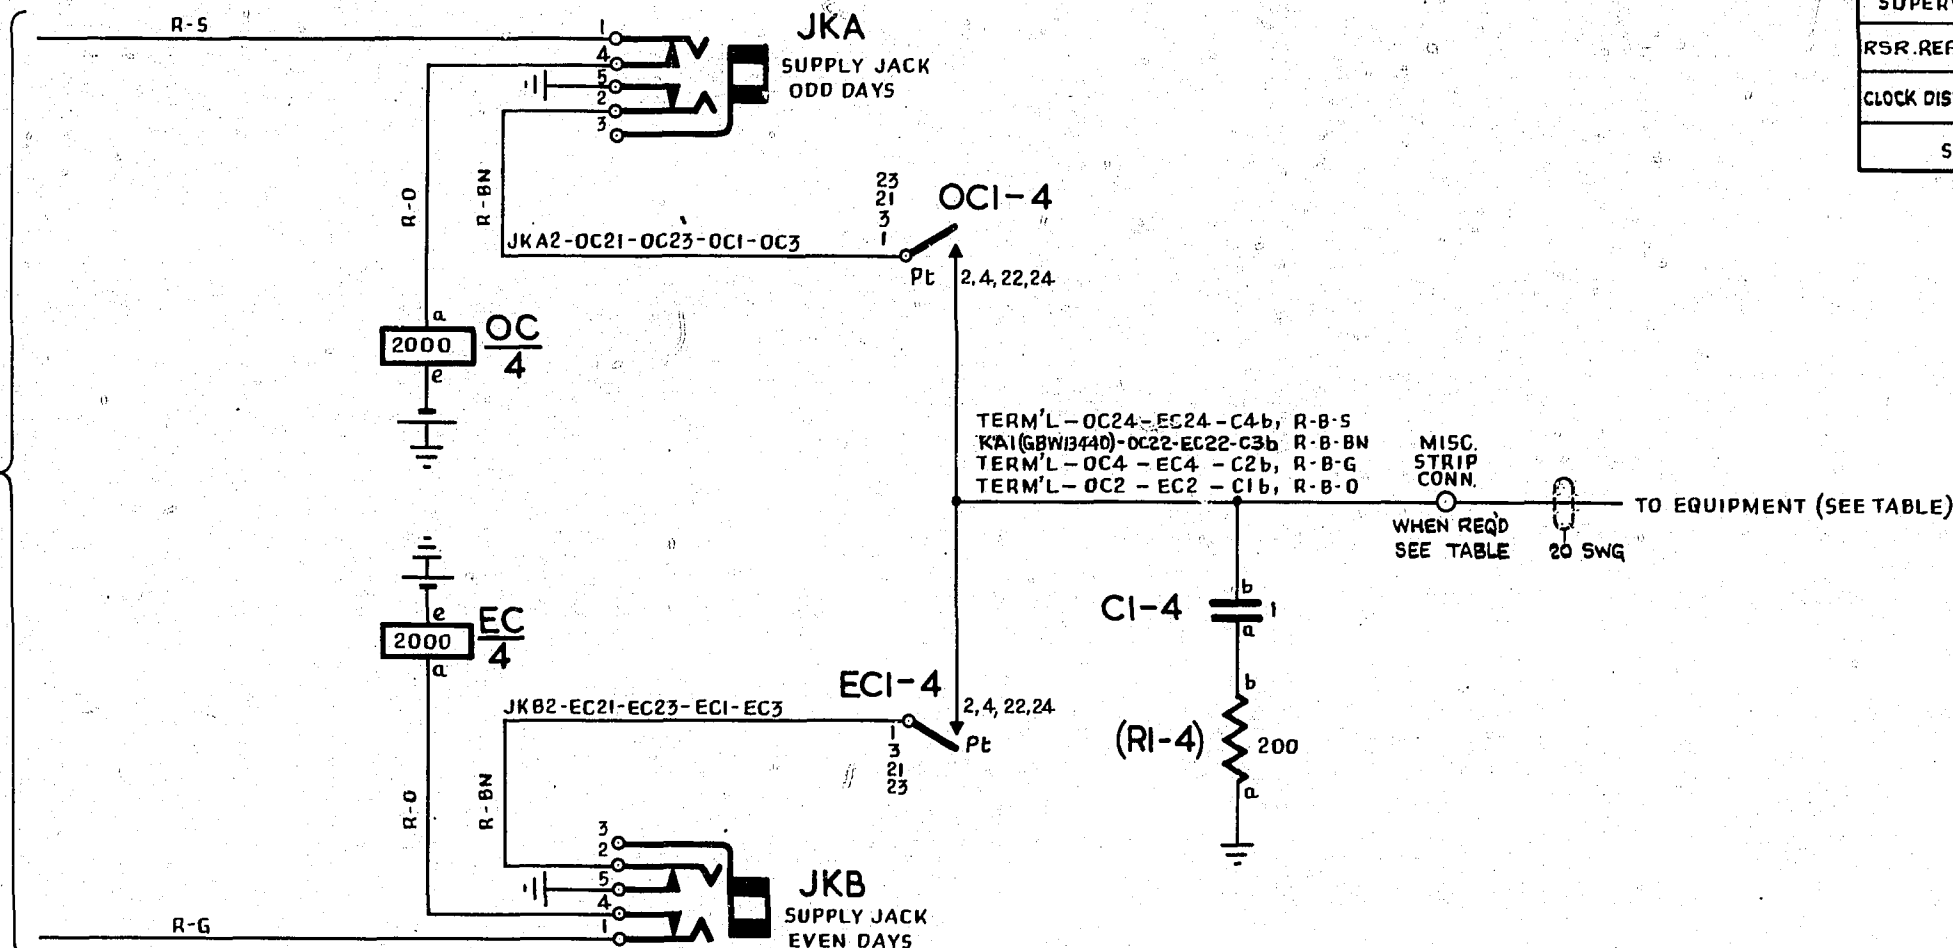 R-S
1
4
5
2
3
JKA
SUPPLY JACK
ODD DAYS
SUPER
RSR.REF
CLOCK DIS
S
R-O
R-BN
JKA2-OC21-OC23-OC1-OC3
23
21
3
1
OC1-4
Pt
2,4,22,24
a
2000
OC
4
e
TERM'L-OC24-EC24-C4b, R-B-S
KA1(GBW13440)-OC22-EC22-C3b R-B-BN
TERM'L-OC4-EC4-C2b, R-B-G
TERM'L-OC2-EC2-C1b, R-B-O
MISC.
STRIP
CONN.
WHEN REQ'D
SEE TABLE
20 SWG
TO EQUIPMENT (SEE TABLE)
e
2000
EC
4
a
C1-4
b
1
a
b
(R1-4)
200
a
EC1-4
2,4,22,24
Pt
JKB2-EC21-EC23-EC1-EC3
1
3
21
23
R-O
R-BN
3
2
5
4
1
JKB
SUPPLY JACK
EVEN DAYS
R-G